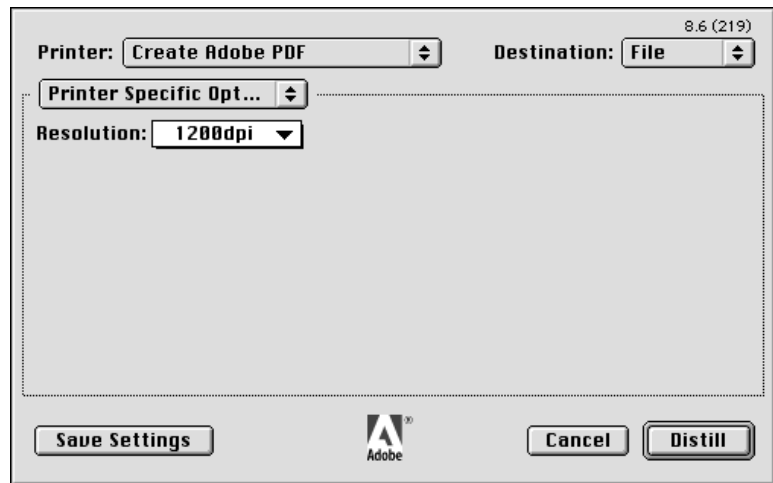 8.6 (219)
Printer: Create Adobe PDF Destination: File
Printer Specific Opt...
Resolution: 1200dpi
Save Settings Adobe® Cancel Distill